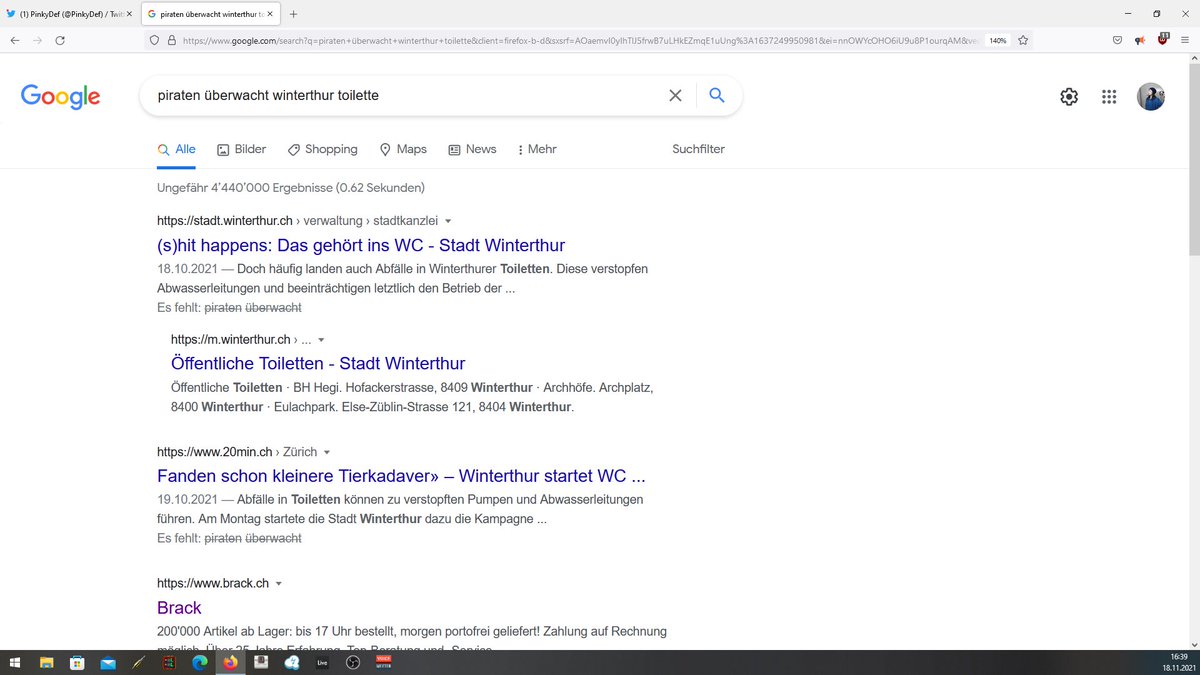 (1) PinkyDef (@PinkyDef) / Twitt
piraten überwacht winterthur to
https://www.google.com/search?q=piraten+überwacht+winterthur+toilette&client=firefox-b-d&sxsrf=
140%
Google
piraten überwacht winterthur toilette
Alle
Bilder
Shopping
Maps
News
Mehr
Suchfilter
Ungefähr 4’440’000 Ergebnisse (0.62 Sekunden)
https://stadt.winterthur.ch › verwaltung › stadtkanzlei
(s)hit happens: Das gehört ins WC - Stadt Winterthur
18.10.2021 — Doch häufig landen auch Abfälle in Winterthurer Toiletten. Diese verstopfen
Abwasserleitungen und beeinträchtigen letztlich den Betrieb der ...
Es fehlt: piraten überwacht
https://m.winterthur.ch › ...
Öffentliche Toiletten - Stadt Winterthur
Öffentliche Toiletten · BH Hegi. Hofackerstrasse, 8409 Winterthur · Archhöfe. Archplatz,
8400 Winterthur · Eulachpark. Else-Züblin-Strasse 121, 8404 Winterthur.
https://www.20min.ch › Zürich
Fanden schon kleinere Tierkadaver» – Winterthur startet WC ...
19.10.2021 — Abfälle in Toiletten können zu verstopften Pumpen und Abwasserleitungen
führen. Am Montag startete die Stadt Winterthur dazu die Kampagne ...
Es fehlt: piraten überwacht
https://www.brack.ch
Brack
200'000 Artikel ab Lager: bis 17 Uhr bestellt, morgen portofrei geliefert! Zahlung auf Rechnung
möglich. Über 25 Jahre Erfahrung. Top-Beratung und -Service.
Live
16:39
18.11.2021